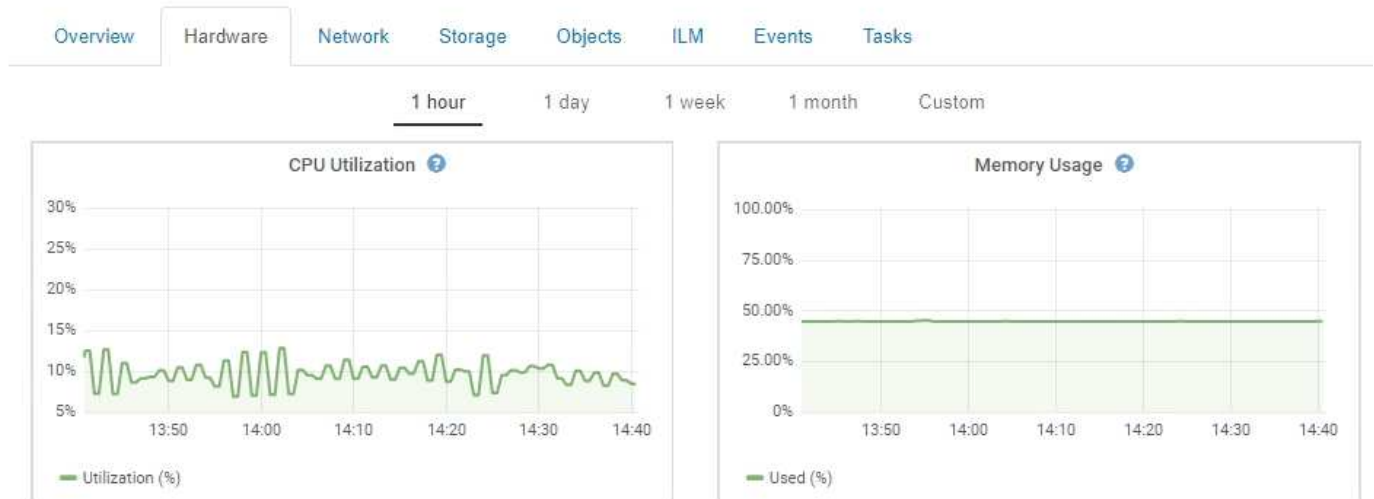 Overview Hardware Network Storage Objects ILM Events Tasks
1 hour 1 day 1 week 1 month Custom
CPU Utilization ?
30%
25%
20%
15%
10%
5%
13:50 14:00 14:10 14:20 14:30 14:40
Utilization (%)
Memory Usage ?
100.00%
75.00%
50.00%
25.00%
0%
13:50 14:00 14:10 14:20 14:30 14:40
Used (%)